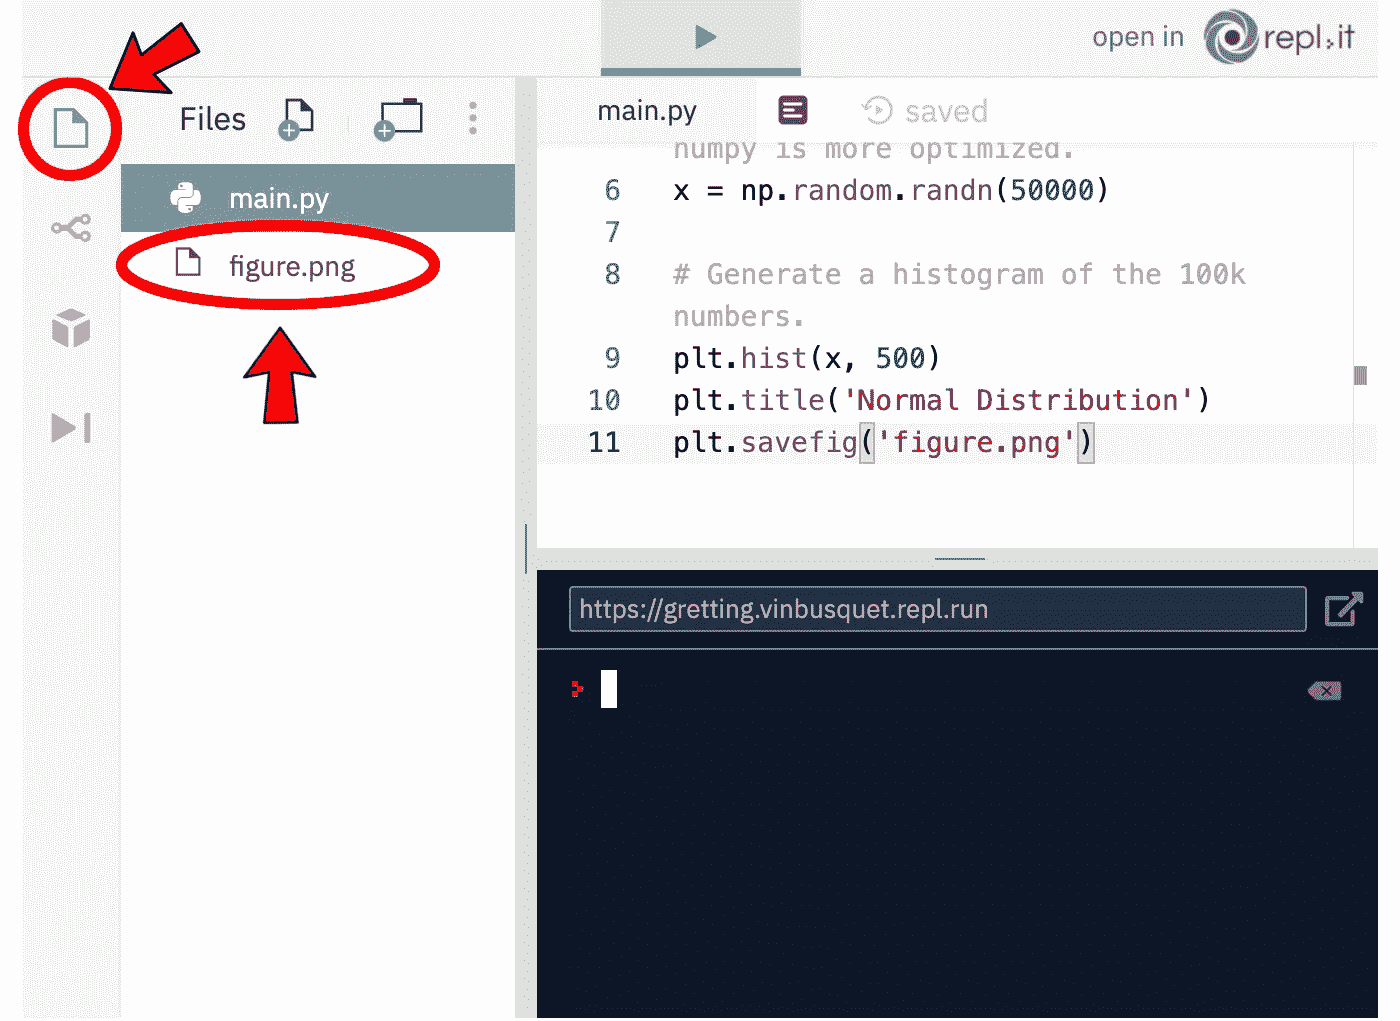 open in repl.it
Files
main.py
figure.png
main.py saved
numpy is more optimized.
6 x = np.random.randn(50000)
7
8 # Generate a histogram of the 100k
numbers.
9 plt.hist(x, 500)
10 plt.title('Normal Distribution')
11 plt.savefig('figure.png')
https://gretting.vinbusquet.repl.run